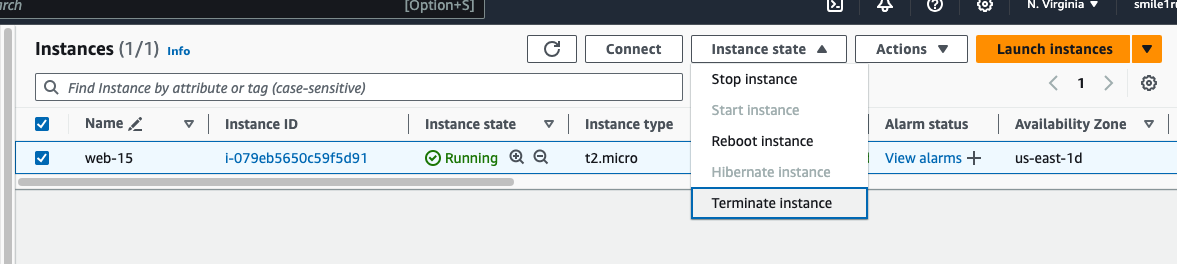 [Option+S]
N. Virginia
Instances (1/1) Info
Connect
Instance state
Actions
Launch instances
Find Instance by attribute or tag (case-sensitive)
1
Name
Instance ID
Instance state
Instance type
Alarm status
Availability Zone
web-15
i-079eb5650c59f5d91
Running
t2.micro
View alarms
us-east-1d
Stop instance
Start instance
Reboot instance
Hibernate instance
Terminate instance